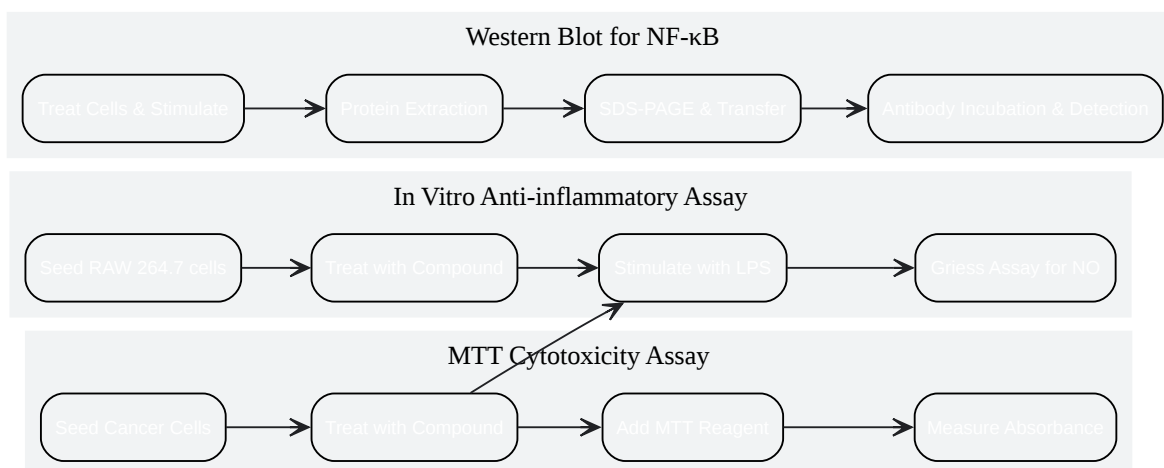 Western Blot for NF-κB
Treat Cells & Stimulate
Protein Extraction
SDS-PAGE & Transfer
Antibody Incubation & Detection
In Vitro Anti-inflammatory Assay
Seed RAW 264.7 cells
Treat with Compound
Stimulate with LPS
Griess Assay for NO
MTT Cytotoxicity Assay
Seed Cancer Cells
Treat with Compound
Add MTT Reagent
Measure Absorbance